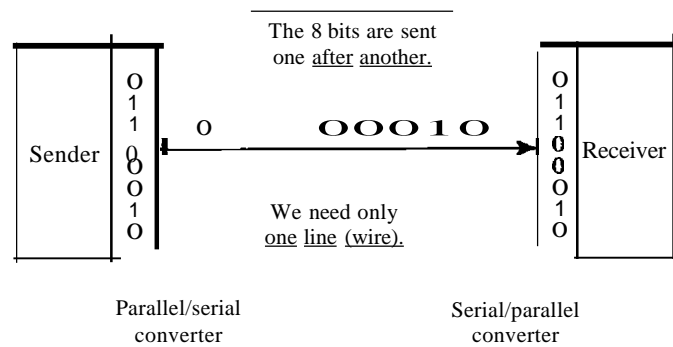 The 8 bits are sent
one after another.
0
1
1
0
0
0
1
0
Sender
0 00010
0
1
1
0
0
0
1
0
Receiver
We need only
one line (wire).
Parallel/serial
converter
Serial/parallel
converter